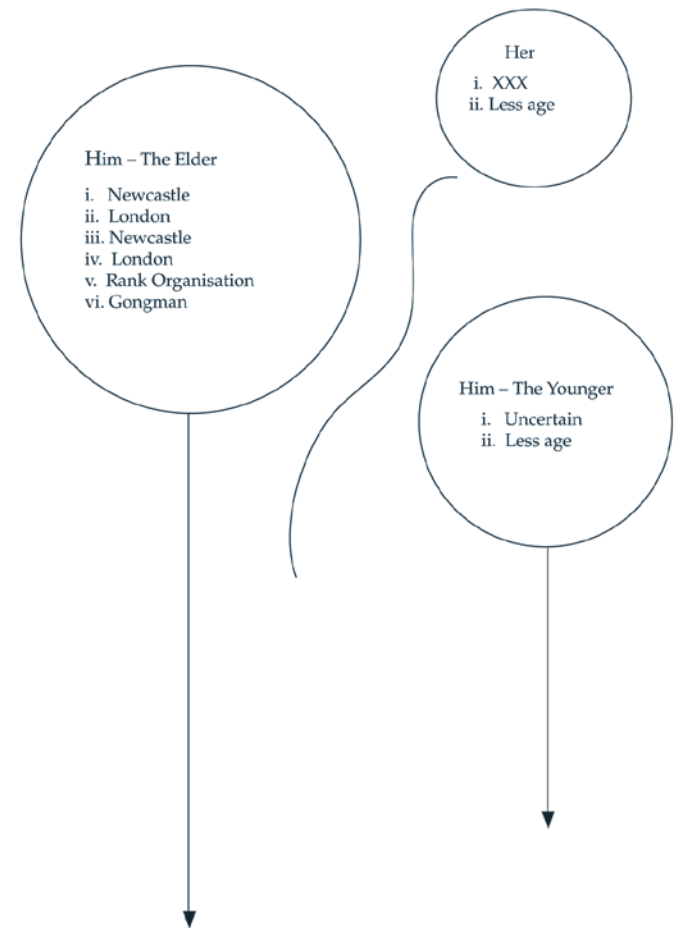 Her
i. XXX
ii. Less age
Him – The Elder
i. Newcastle
ii. London
iii. Newcastle
iv. London
v. Rank Organisation
vi. Gongman
Him – The Younger
i. Uncertain
ii. Less age